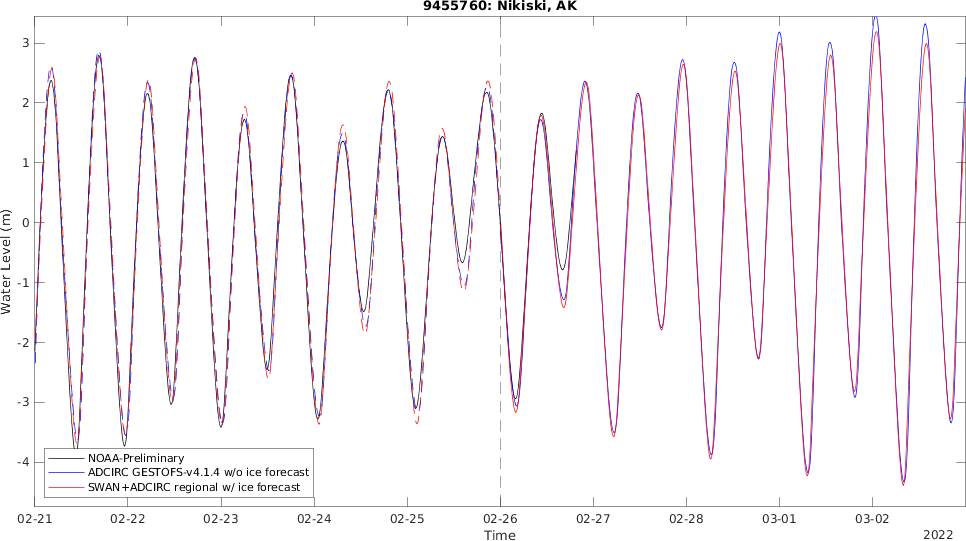 9455760: Nikiski, AK
3
2
1
0
-1
-2
-3
-4
Water Level (m)
NOAA-Preliminary
ADCIRC GESTOFS-v4.1.4 w/o ice forecast
SWAN+ADCIRC regional w/ ice forecast
02-21 02-22 02-23 02-24 02-25 02-26 02-27 02-28 03-01 03-02
Time
2022